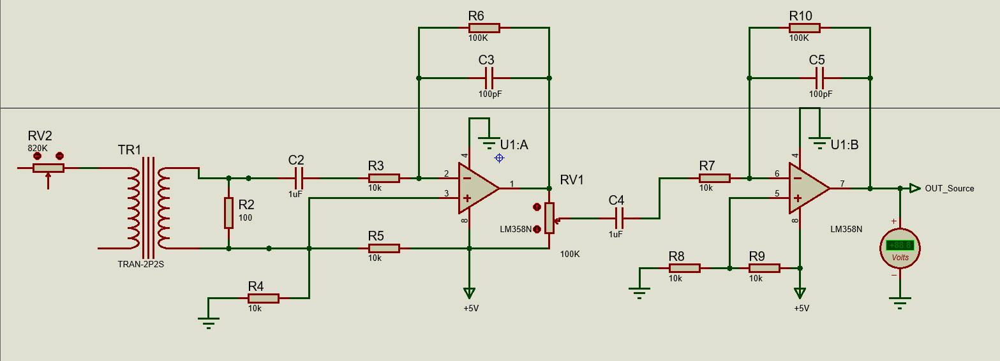 R6
100K
C3
100pF
R10
100K
C5
100pF
RV2
820K
TR1
TRAN-2P2S
R2
100
C2
1uF
R3
10k
R4
10k
R5
10k
U1:A
4
2
3
1
8
LM358N
RV1
100K
+5V
C4
1uF
R7
10k
R8
10k
R9
10k
U1:B
4
6
5
7
8
LM358N
+5V
OUT_Source
+
+88.8
Volts
−